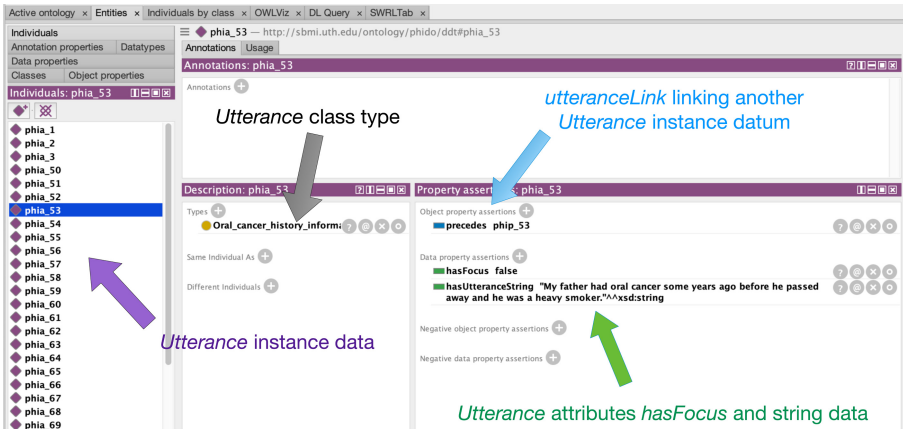 Active ontology × Entities × Individuals by class × OWLViz × DL Query × SWRLTab ×
Individuals
Annotation properties Datatypes
Data properties
Classes Object properties
Individuals: phia_53
phia_1
phia_2
phia_3
phia_50
phia_51
phia_52
phia_53
phia_54
phia_55
phia_56
phia_57
phia_58
phia_59
phia_60
phia_61
phia_62
phia_63
phia_64
phia_65
phia_66
phia_67
phia_68
phia_69
phia_53 — http://sbmi.uth.edu/ontology/phido/ddt#phia_53
Annotations Usage
Annotations: phia_53
Annotations
Utterance class type
utteranceLink linking another
Utterance instance datum
Description: phia_53
Types
Oral_cancer_history_informa
Same Individual As
Different Individuals
Utterance instance data
Property assertions: phia_53
Object property assertions
precedes phip_53
Data property assertions
hasFocus false
hasUtteranceString "My father had oral cancer some years ago before he passed
away and he was a heavy smoker."^^xsd:string
Negative object property assertions
Negative data property assertions
Utterance attributes hasFocus and string data